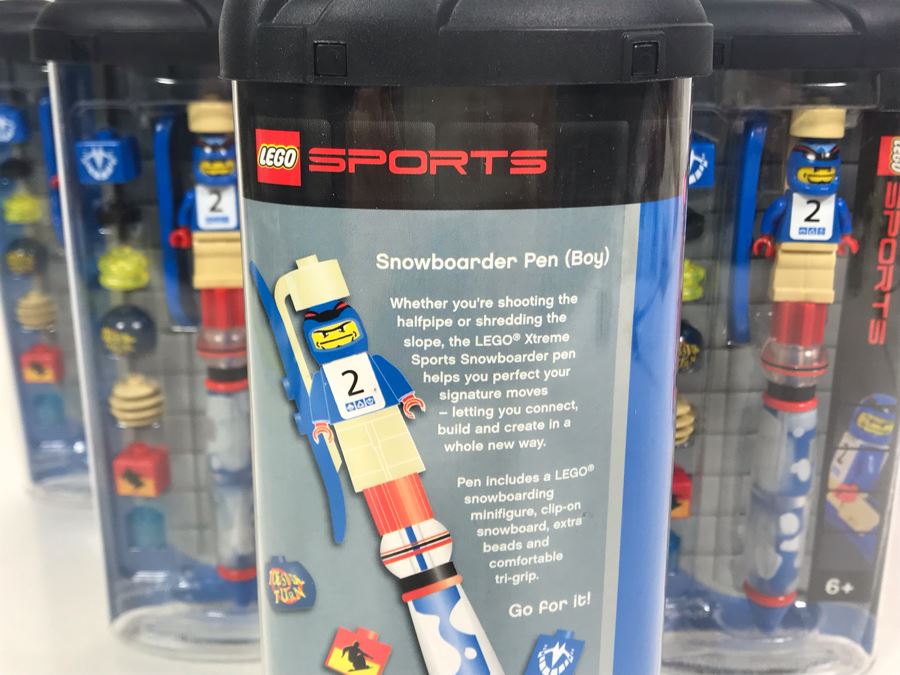 LEGO SPORTS
Snowboarder Pen (Boy)
Whether you're shooting the
halfpipe or shredding the
slope, the LEGO® Xtreme
Sports Snowboarder pen
helps you perfect your
signature moves
– letting you connect,
build and create in a
whole new way.
Pen includes a LEGO®
snowboarding
minifigure, clip-on
snowboard, extra
beads and
comfortable
tri-grip.
Go for it!
2
2
2
LEGO SPORTS
6+